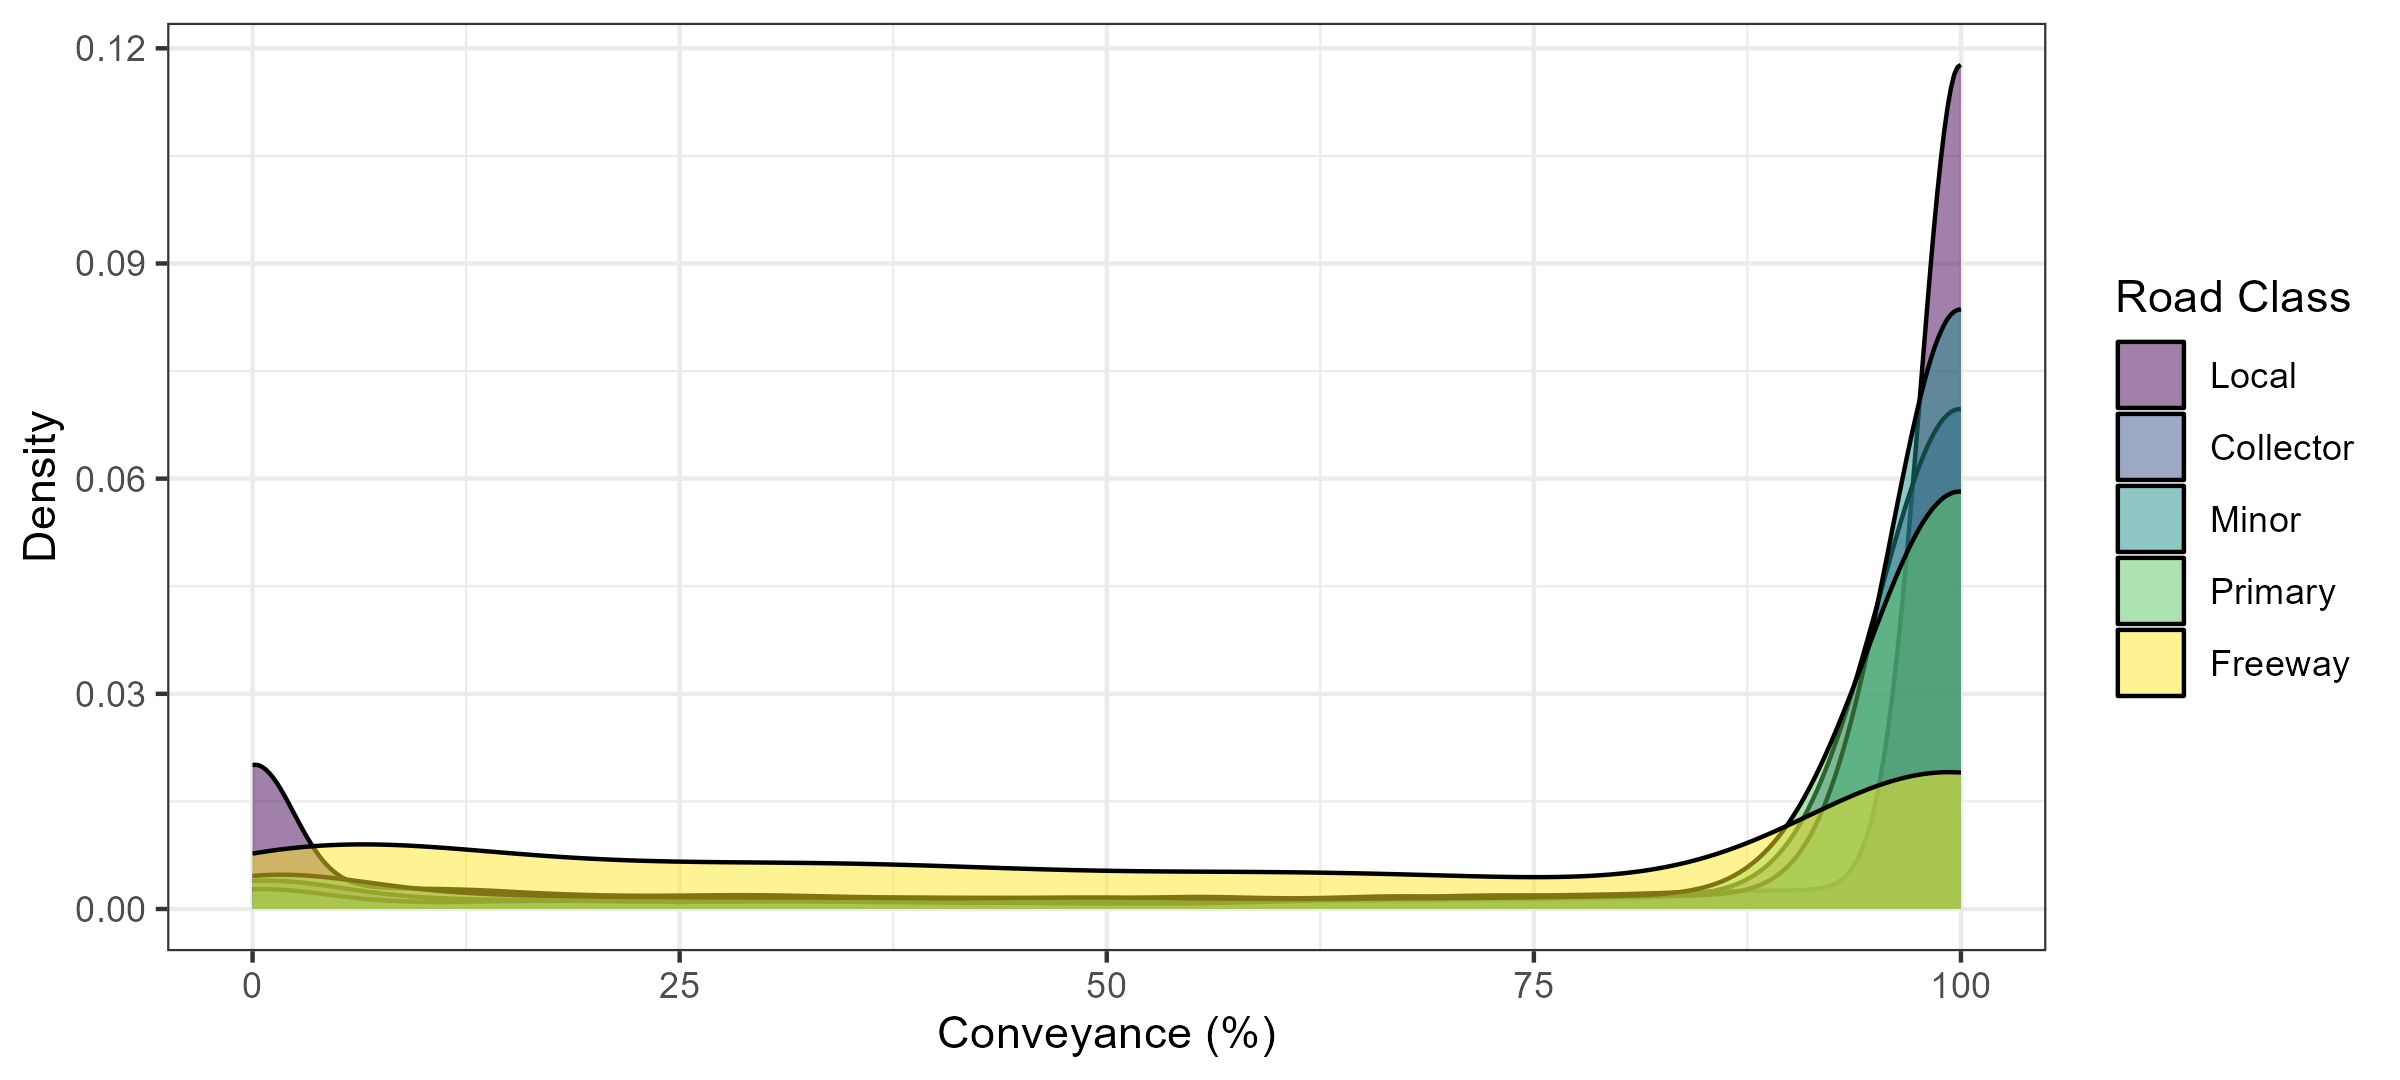 0.12
0.09
0.06
0.03
0.00
Density
0 25 50 75 100
Conveyance (%)
Road Class
Local
Collector
Minor
Primary
Freeway